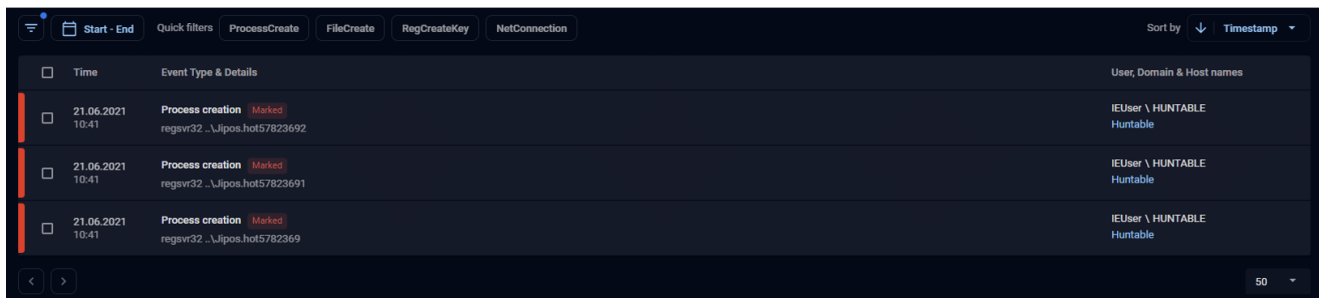 Start - End Quick filters ProcessCreate FileCreate RegCreateKey NetConnection Sort by Timestamp
Time Event Type & Details User, Domain & Host names
21.06.2021 Process creation Marked IEUser \ HUNTABLE
10:41 regsvr32 ..\Jipos.hot57823692 Huntable
21.06.2021 Process creation Marked IEUser \ HUNTABLE
10:41 regsvr32 ..\Jipos.hot57823691 Huntable
21.06.2021 Process creation Marked IEUser \ HUNTABLE
10:41 regsvr32 ..\Jipos.hot5782369 Huntable
50